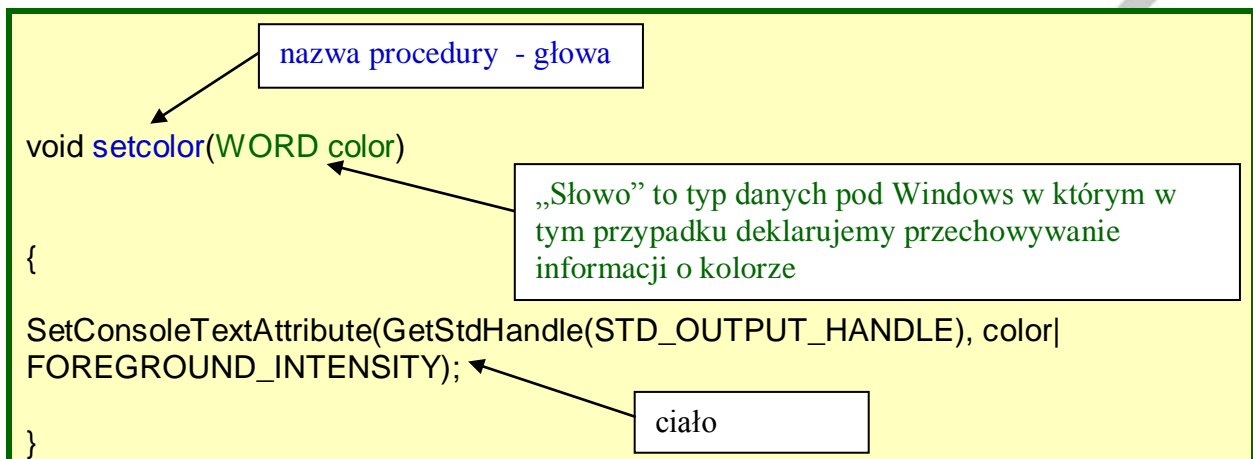 nazwa procedury - głowa
void setcolor(WORD color)
„Słowo” to typ danych pod Windows w którym w
tym przypadku deklarujemy przechowywanie
informacji o kolorze
{
SetConsoleTextAttribute(GetStdHandle(STD_OUTPUT_HANDLE), color|
FOREGROUND_INTENSITY);
ciało
}